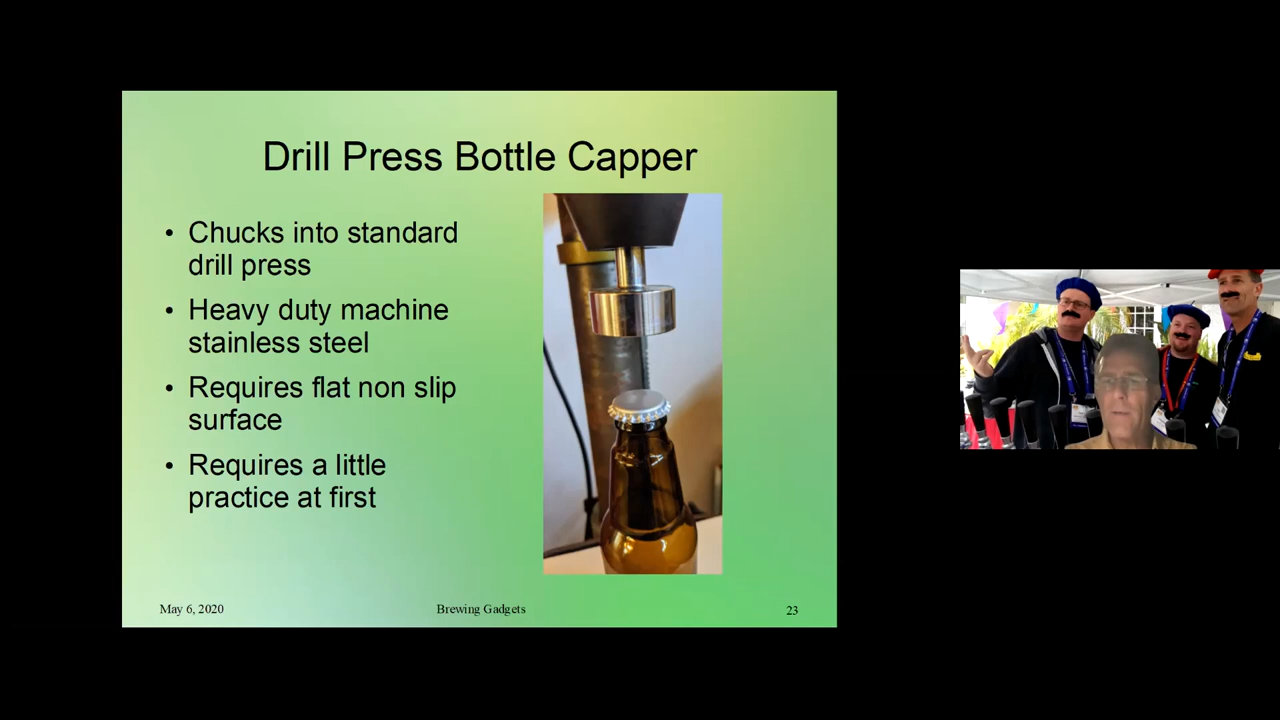 Drill Press Bottle Capper
• Chucks into standard
drill press
• Heavy duty machine
stainless steel
• Requires flat non slip
surface
• Requires a little
practice at first
May 6, 2020
Brewing Gadgets
23